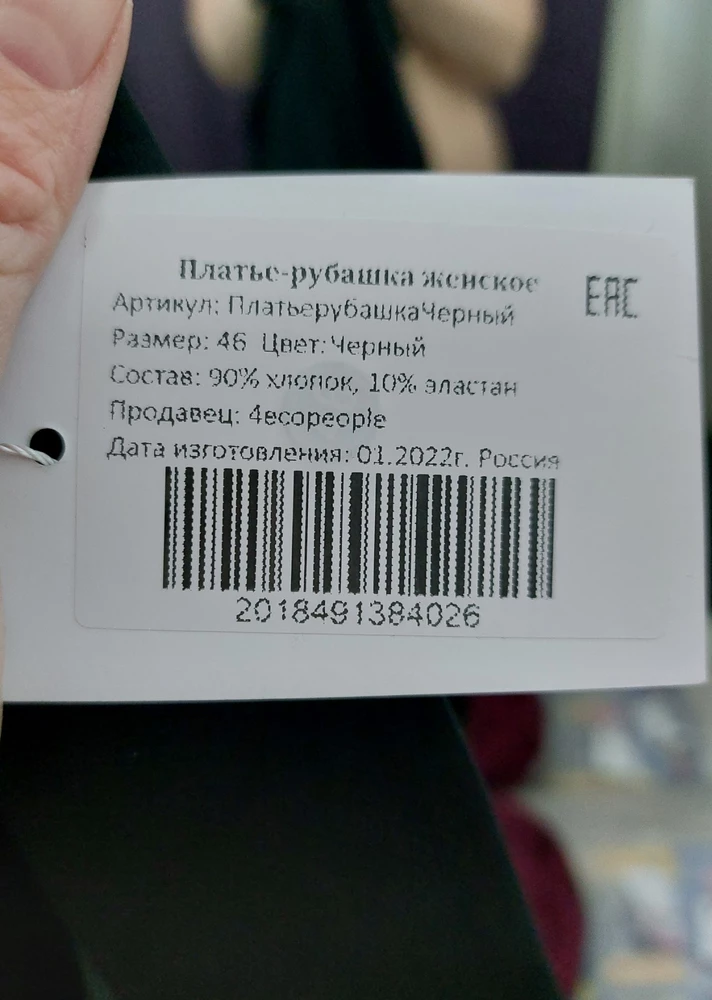 Платье-рубашка женское
EAC
Артикул: ПлатьерубашкаЧерный
Размер: 46 Цвет: Черный
Состав: 90% хлопок, 10% эластан
Продавец: 4ecopeople
Дата изготовления: 01.2022г. Россия
2018491384026